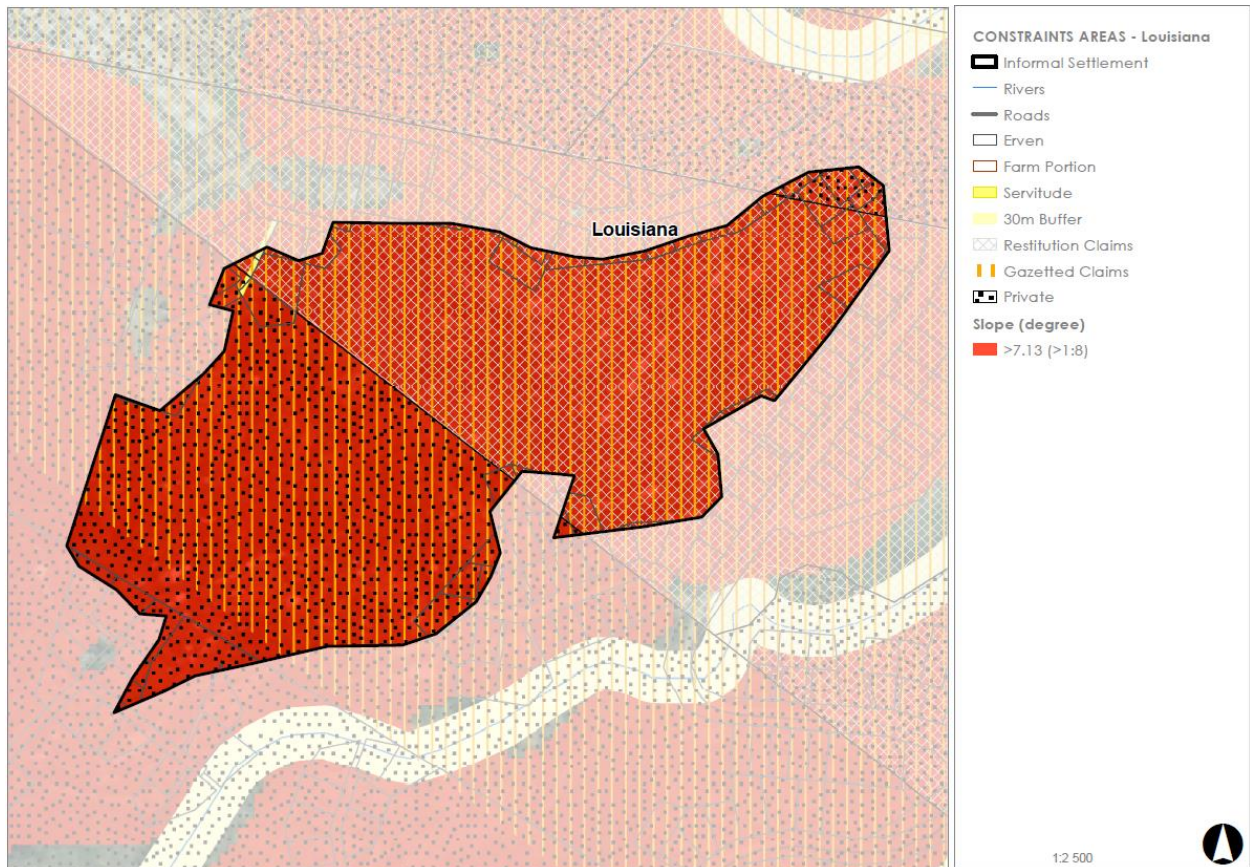 Louisiana
CONSTRAINTS AREAS - Louisiana
Informal Settlement
Rivers
Roads
Erven
Farm Portion
Servitude
30m Buffer
Restitution Claims
Gazetted Claims
Private
Slope (degree)
>7.13 (>1:8)
1:2 500